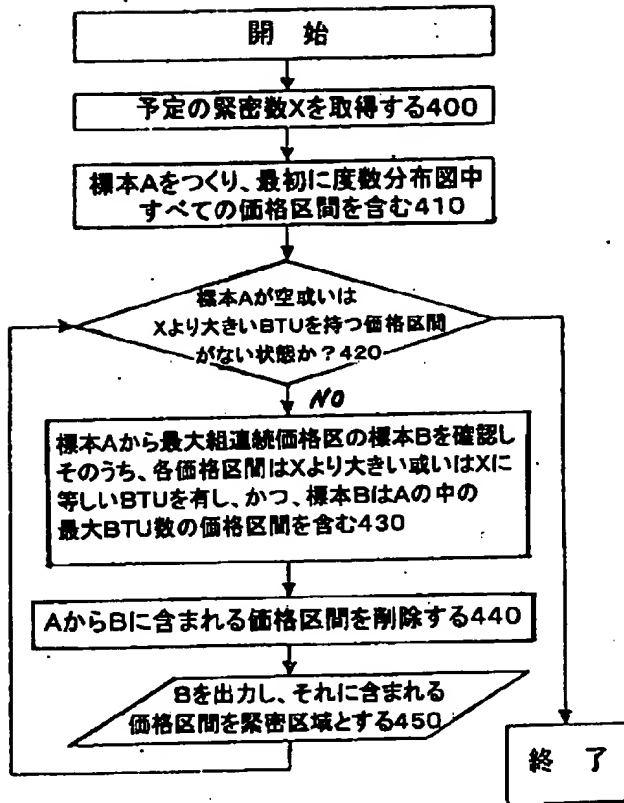 開 始
予定の緊密数Xを取得する400
標本Aをつくり、最初に度数分布図中
すべての価格区間を含む410
標本Aが空或いは
Xより大きいBTUを持つ価格区間
がない状態か？420
NO
標本Aから最大組連続価格区の標本Bを確認し
そのうち、各価格区間はXより大きい或いはXに
等しいBTUを有し、かつ、標本BはAの中の
最大BTU数の価格区間を含む430
AからBに含まれる価格区間を削除する440
Bを出力し、それに含まれる
価格区間を緊密区域とする450
終 了